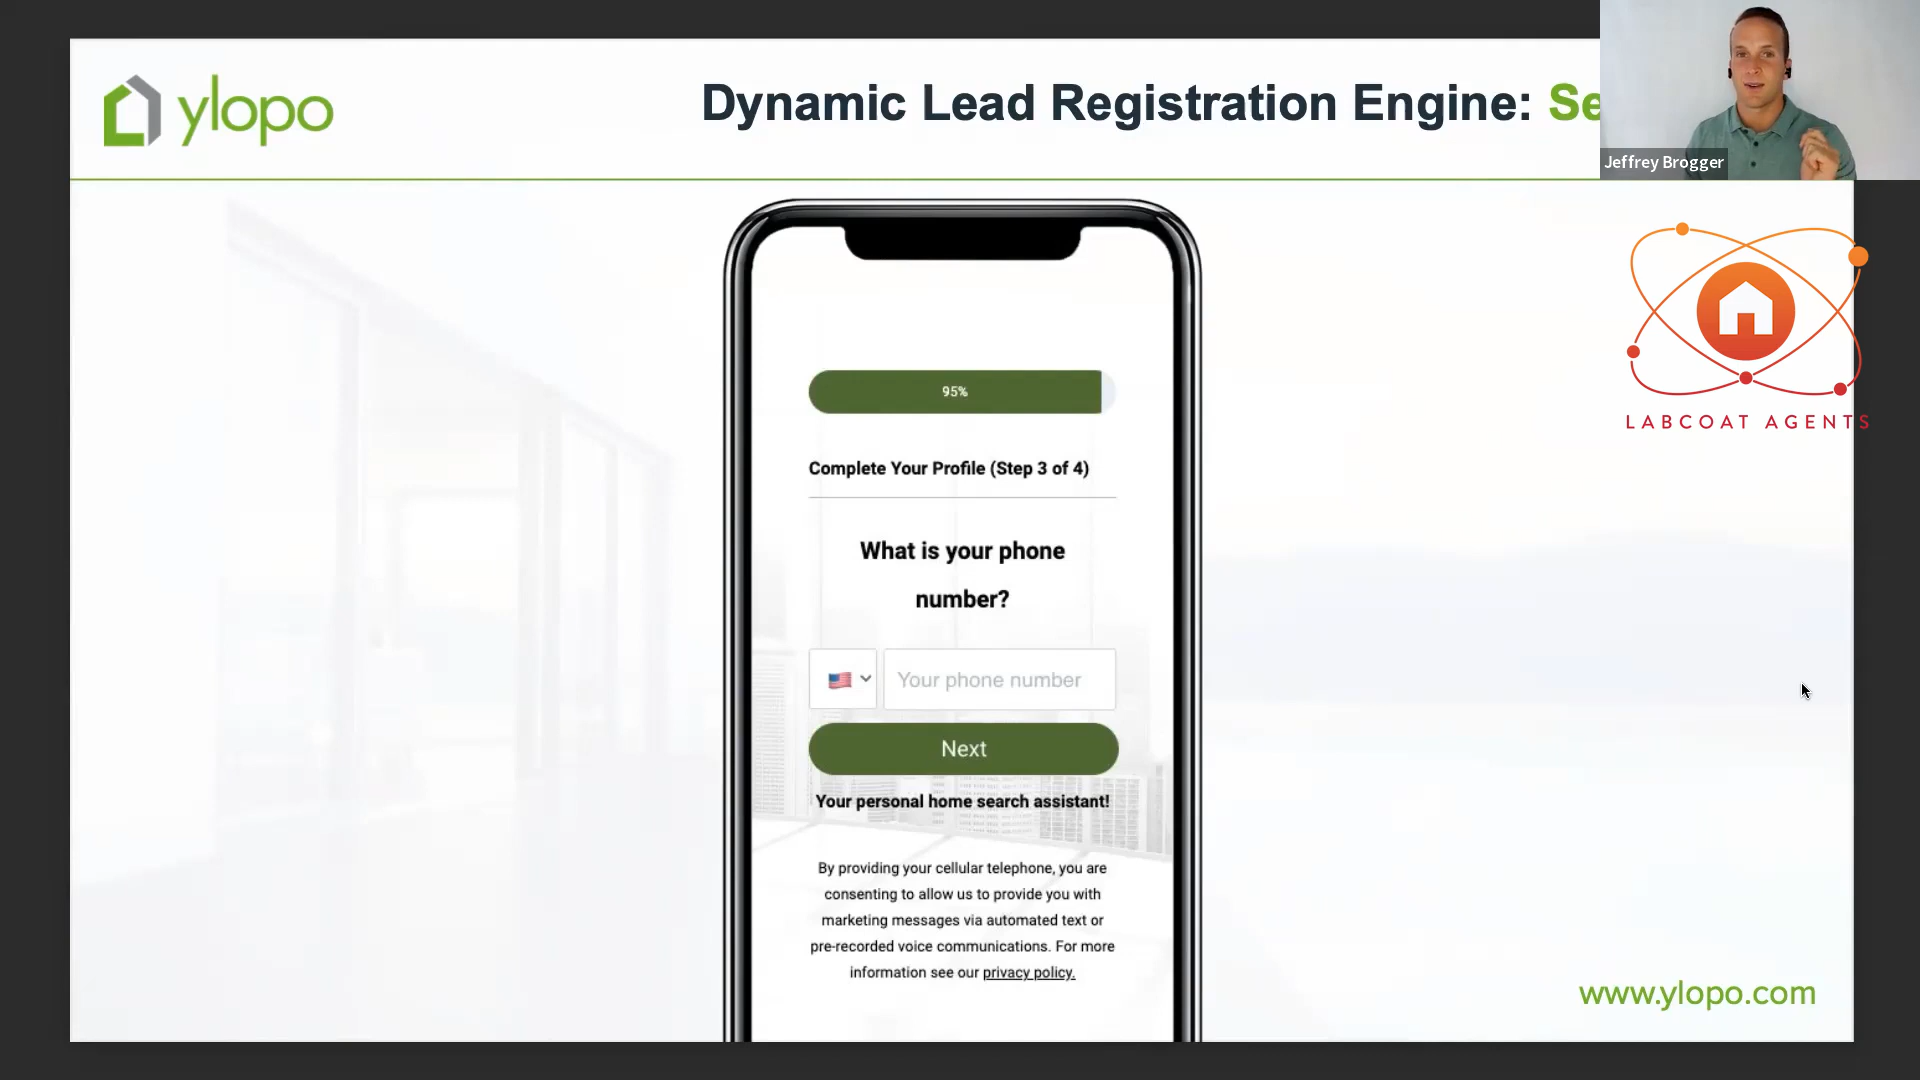 ylopo
Dynamic Lead Registration Engine: Se
Jeffrey Brogger
LABCOAT AGENTS
95%
Complete Your Profile (Step 3 of 4)
What is your phone
number?
Your phone number
Next
Your personal home search assistant!
By providing your cellular telephone, you are
consenting to allow us to provide you with
marketing messages via automated text or
pre-recorded voice communications. For more
information see our privacy policy.
www.ylopo.com